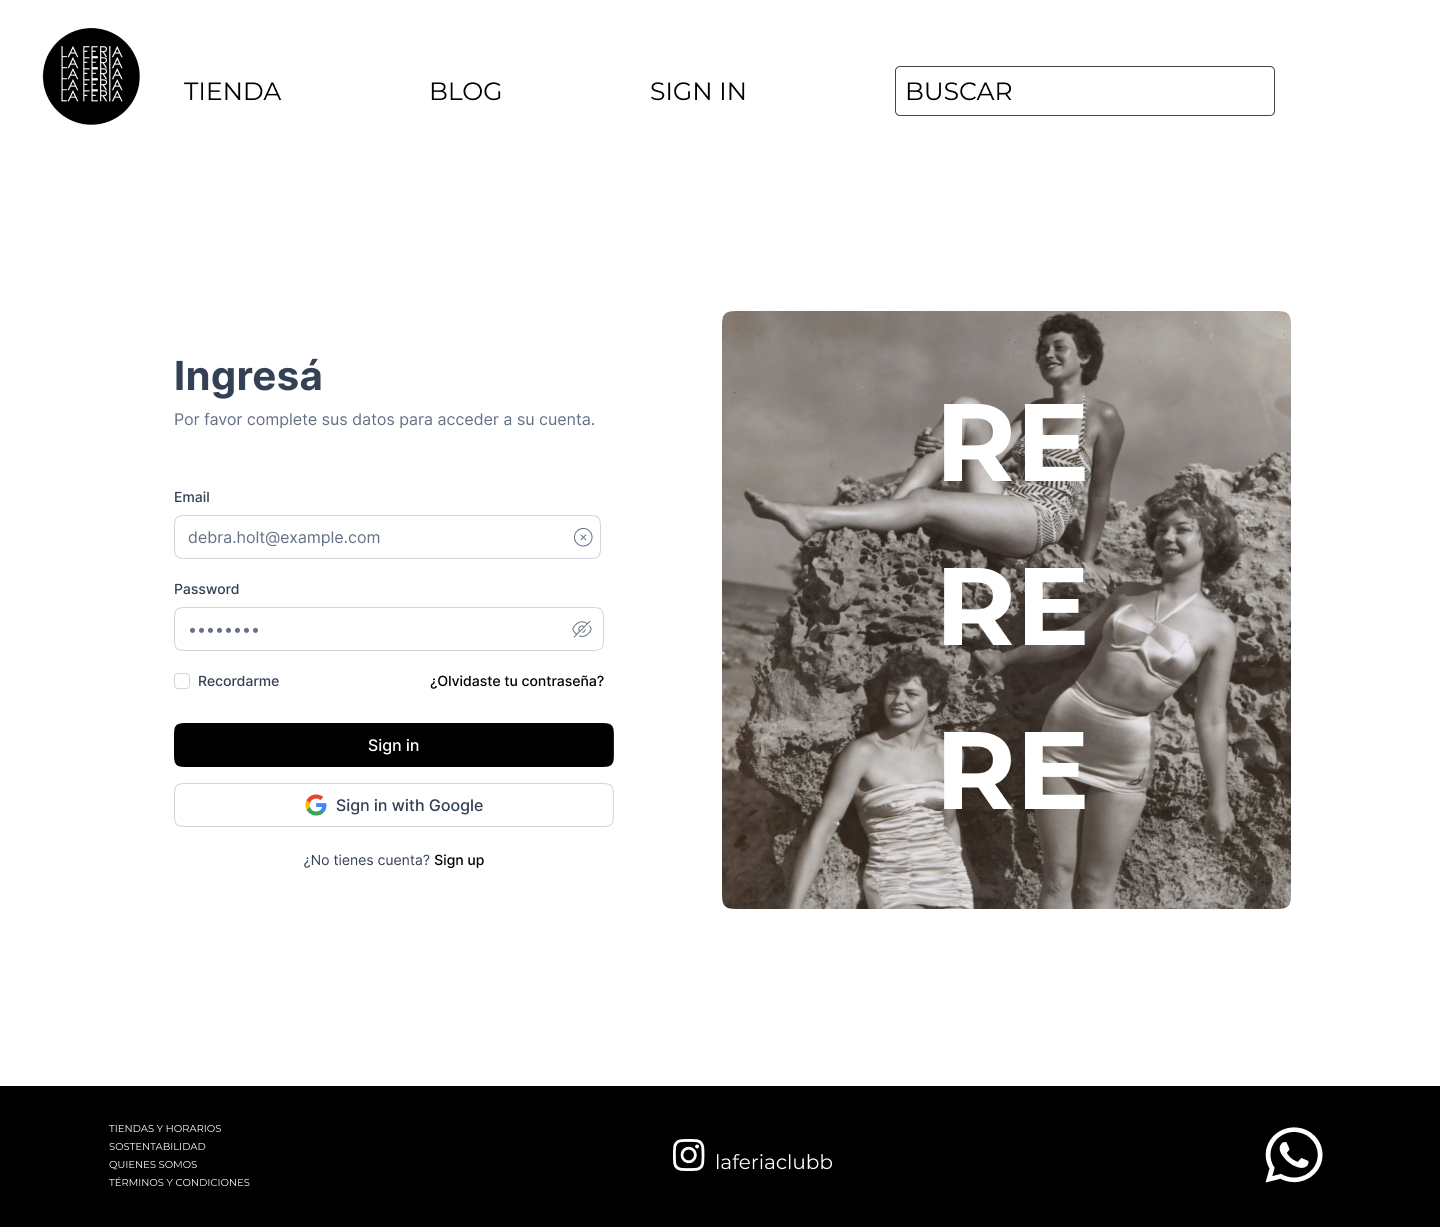 LA FERIA
LA FERIA
LA FERIA
LA FERIA
LA FERIA
TIENDA
BLOG
SIGN IN
BUSCAR
Ingresá
Por favor complete sus datos para acceder a su cuenta.
Email
debra.holt@example.com
Password
Recordarme
¿Olvidaste tu contraseña?
Sign in
Sign in with Google
¿No tienes cuenta? Sign up
RE
RE
RE
TIENDAS Y HORARIOS
SOSTENTABILIDAD
QUIENES SOMOS
TÉRMINOS Y CONDICIONES
laferiaclubb